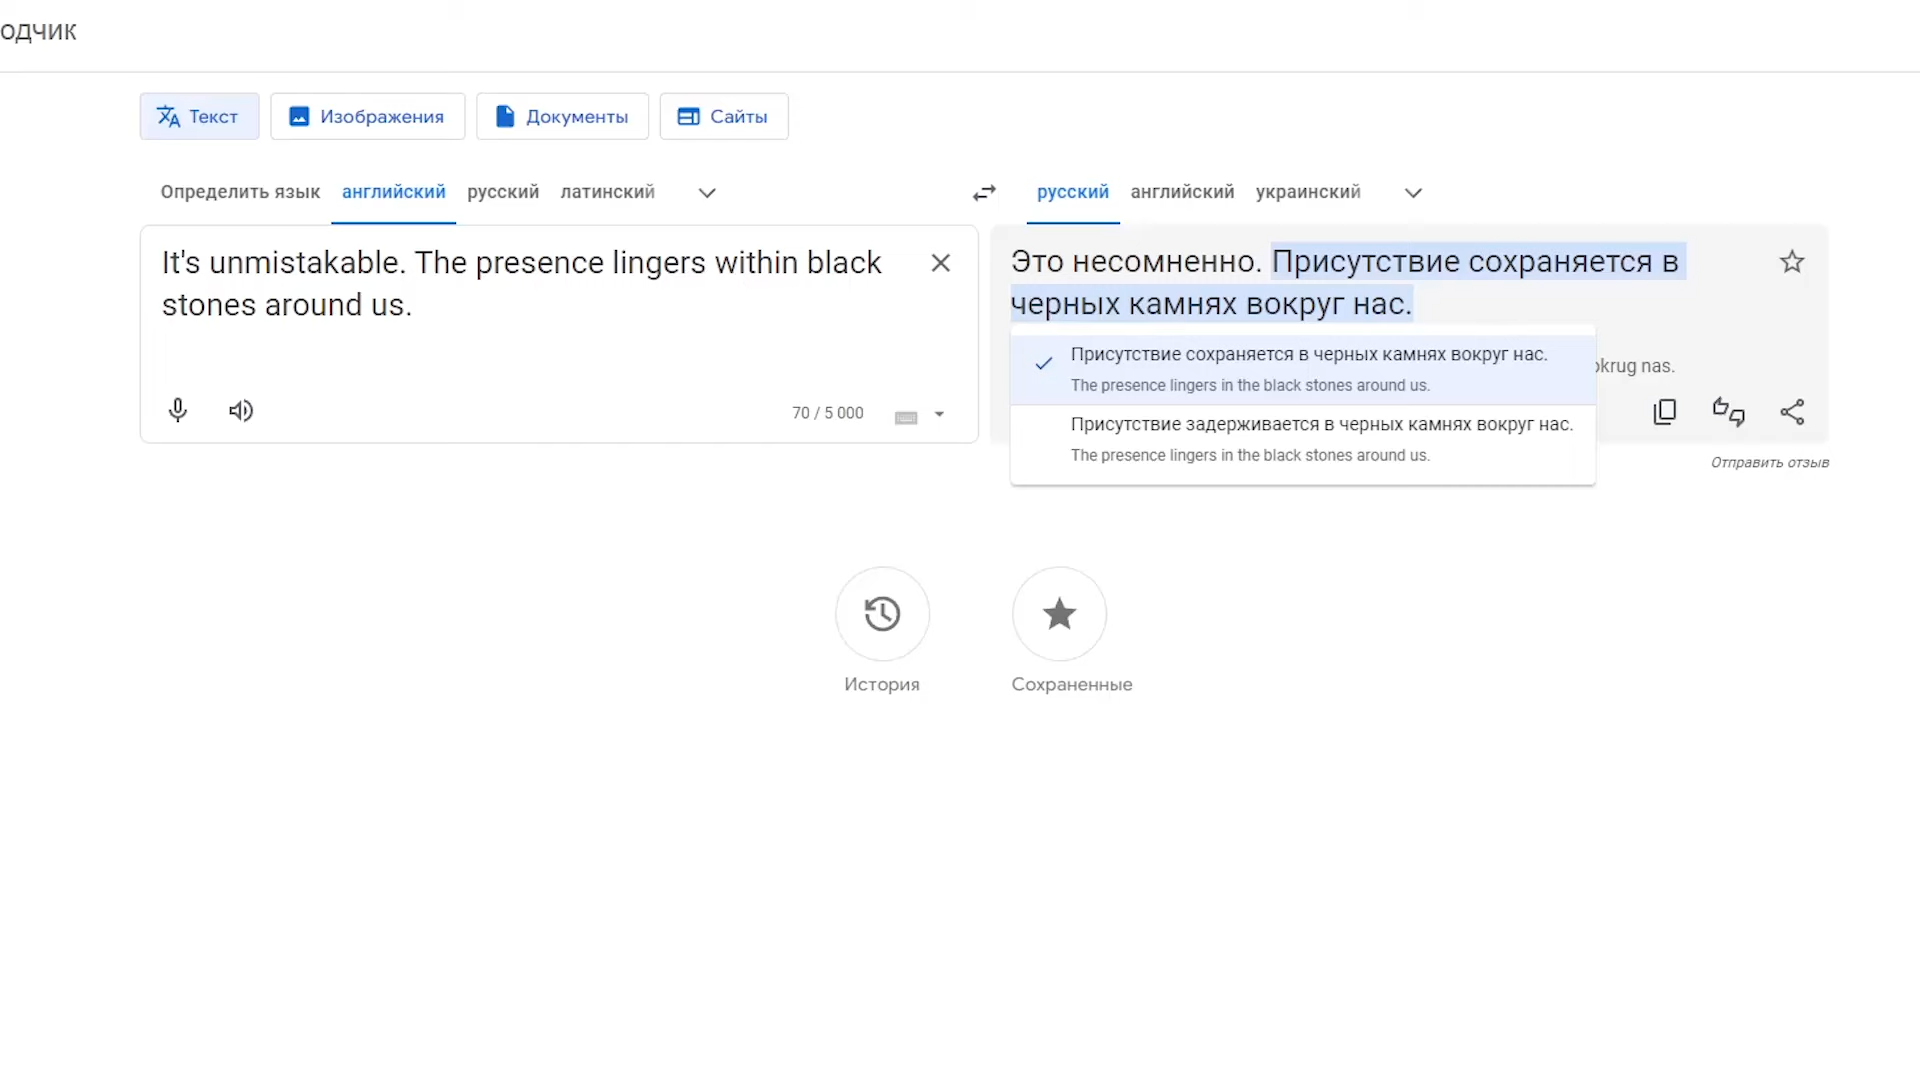 одчик
Текст
Изображения
Документы
Сайты
Определить язык
английский
русский
латинский
русский
английский
украинский
It's unmistakable. The presence lingers within black
stones around us.
70 / 5 000
Это несомненно. Присутствие сохраняется в
черных камнях вокруг нас.
Присутствие сохраняется в черных камнях вокруг нас.
The presence lingers in the black stones around us.
okrug nas.
Присутствие задерживается в черных камнях вокруг нас.
The presence lingers in the black stones around us.
Отправить отзыв
История
Сохраненные